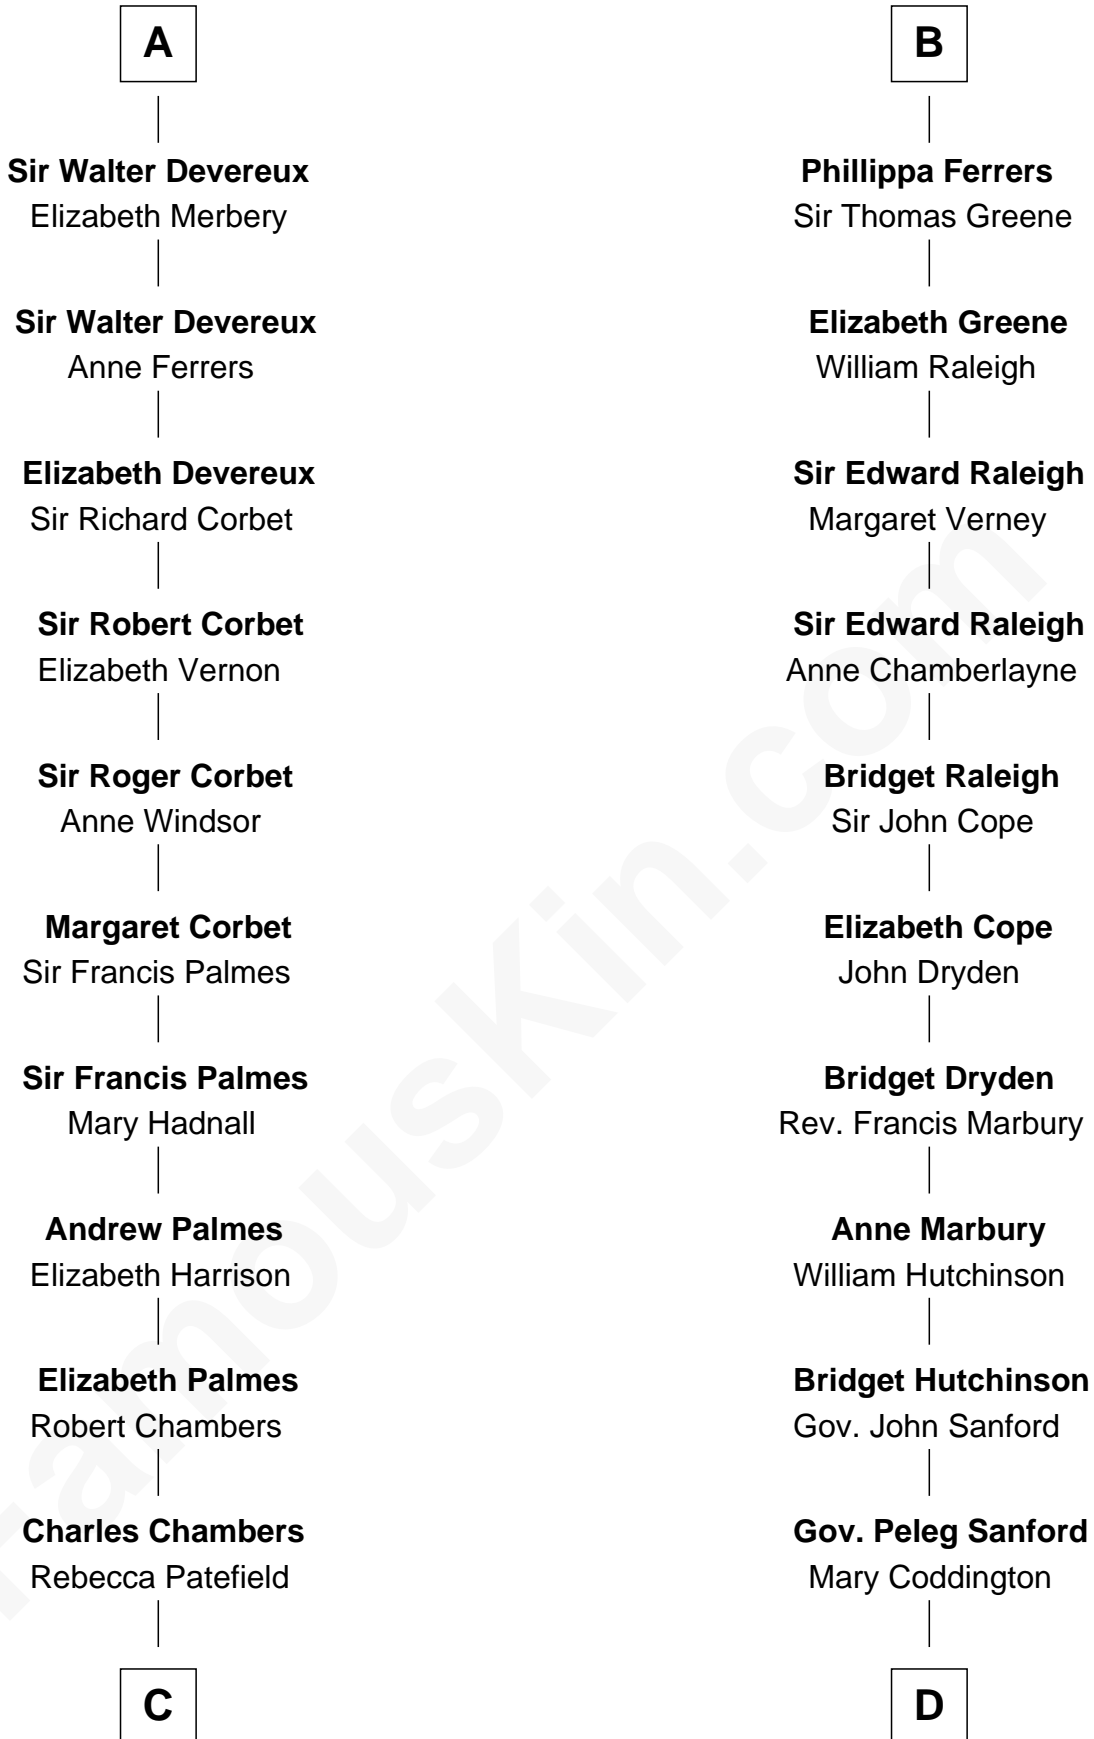 A
Sir Walter Devereux
Elizabeth Merbery
Sir Walter Devereux
Anne Ferrers
Elizabeth Devereux
Sir Richard Corbet
Sir Robert Corbet
Elizabeth Vernon
Sir Roger Corbet
Anne Windsor
Margaret Corbet
Sir Francis Palmes
Sir Francis Palmes
Mary Hadnall
Andrew Palmes
Elizabeth Harrison
Elizabeth Palmes
Robert Chambers
Charles Chambers
Rebecca Patefield
C
B
Phillippa Ferrers
Sir Thomas Greene
Elizabeth Greene
William Raleigh
Sir Edward Raleigh
Margaret Verney
Sir Edward Raleigh
Anne Chamberlayne
Bridget Raleigh
Sir John Cope
Elizabeth Cope
John Dryden
Bridget Dryden
Rev. Francis Marbury
Anne Marbury
William Hutchinson
Bridget Hutchinson
Gov. John Sanford
Gov. Peleg Sanford
Mary Coddington
D
FamousKin.com